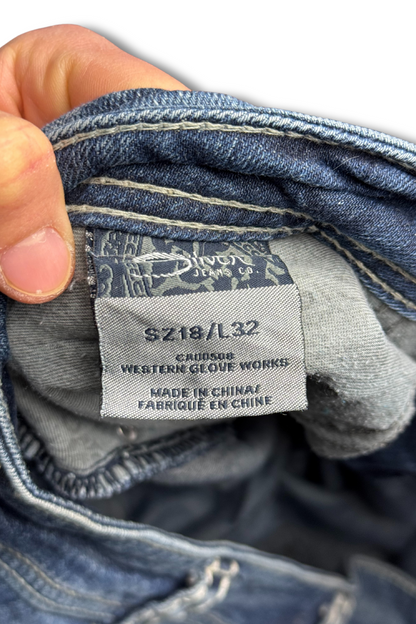 Silver
JEANS CO.
SZ18/L32
CA00508
WESTERN GLOVE WORKS
MADE IN CHINA/
FABRIQUÉ EN CHINE